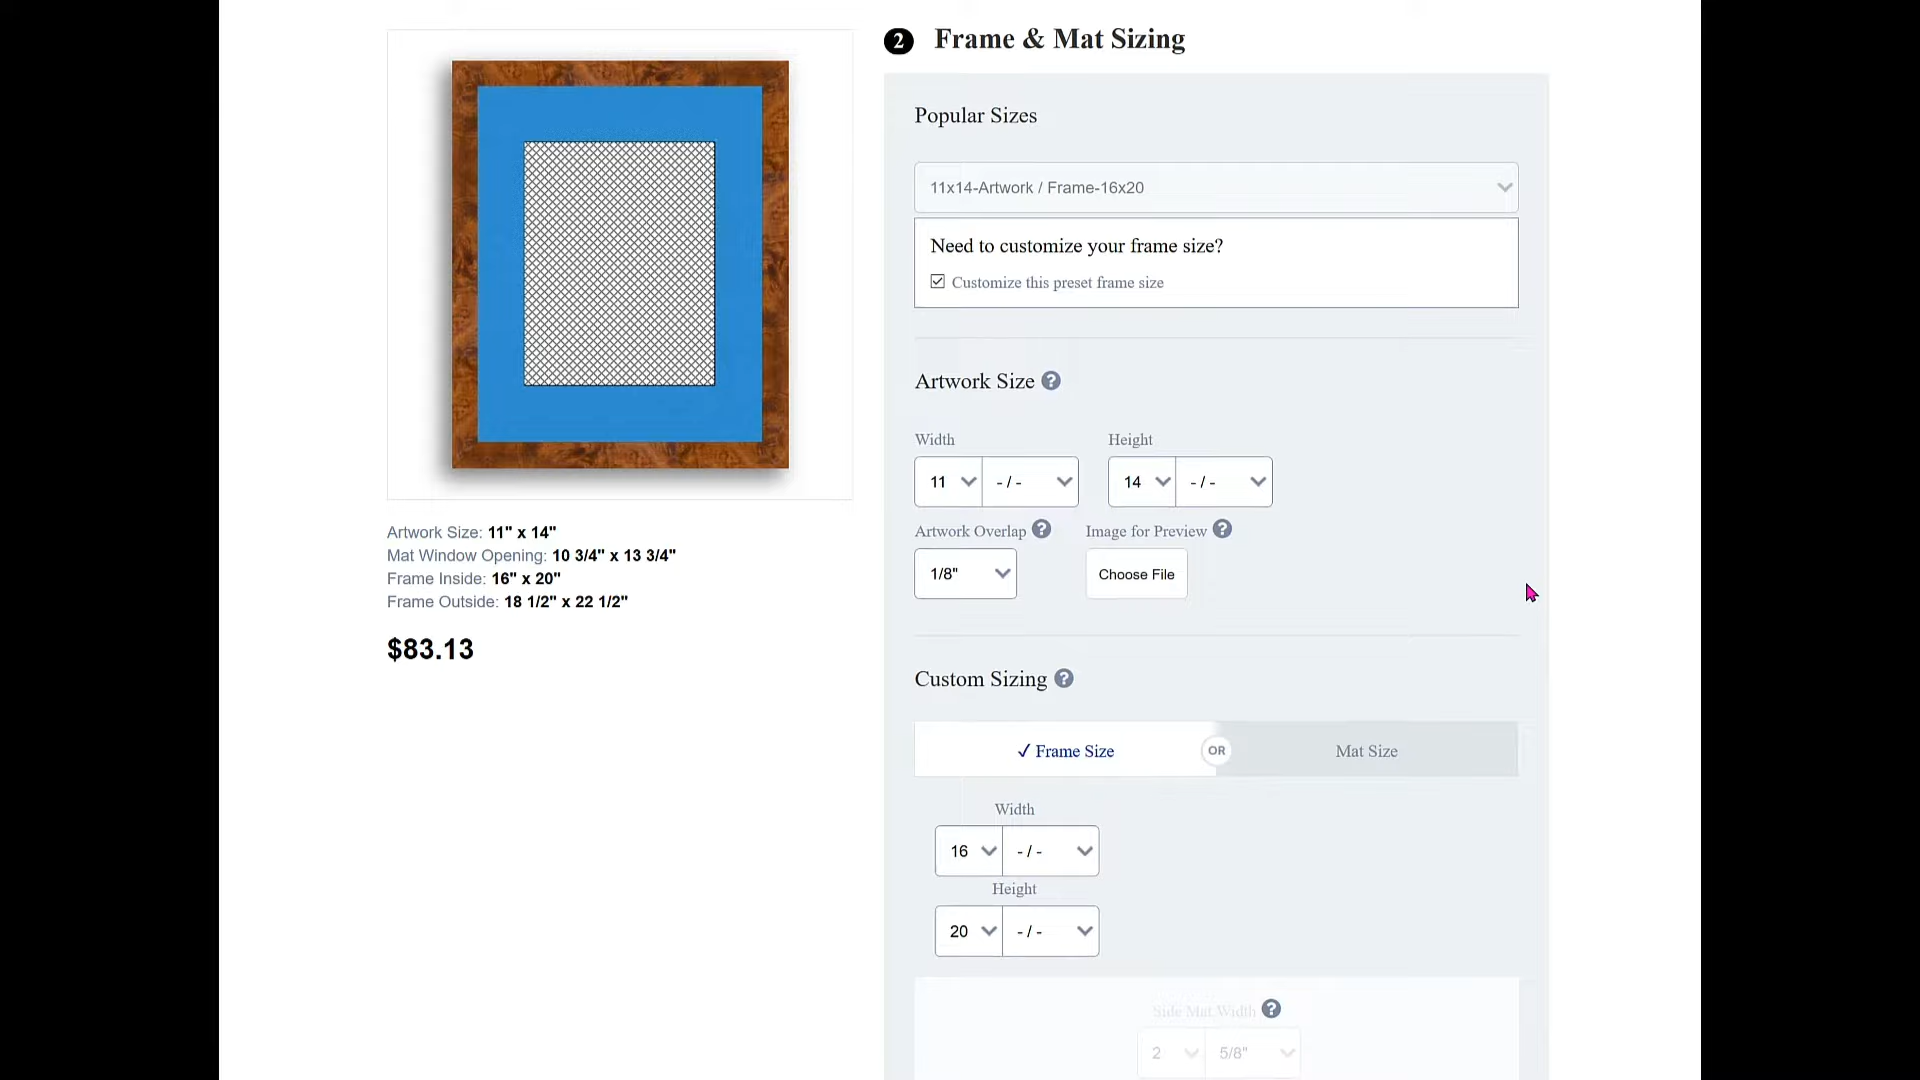 2 Frame & Mat Sizing
Popular Sizes
11x14-Artwork / Frame-16x20
Need to customize your frame size?
Customize this preset frame size
Artwork Size ?
Width Height
11 - / - 14 - / -
Artwork Overlap ? Image for Preview ?
1/8" Choose File
Artwork Size: 11" x 14"
Mat Window Opening: 10 3/4" x 13 3/4"
Frame Inside: 16" x 20"
Frame Outside: 18 1/2" x 22 1/2"
$83.13
Custom Sizing ?
✓ Frame Size OR Mat Size
Width
16 - / -
Height
20 - / -
Side Mat Width ?
2 5/8"